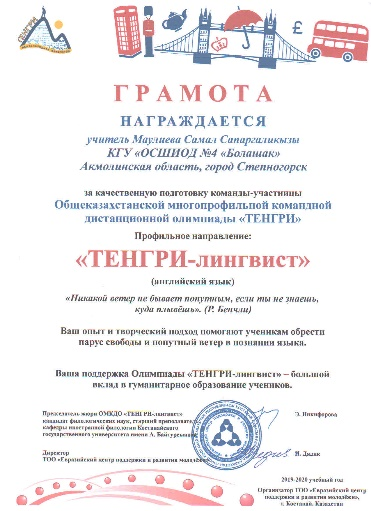 ТЕНГРИ
£
ГРАМОТА
НАГРАЖДАЕТСЯ
учитель Маулиева Самал Сапаргаликызы
КГУ «ОСШИОД №4 «Болашак»
Акмолинская область, город Степногорск
за качественную подготовку команды-участницы
Общеказахстанской многопрофильной командной
дистанционной олимпиады «ТЕНГРИ»
Профильное направление:
«ТЕНГРИ-лингвист»
(английский язык)
«Никакой ветер не бывает попутным, если ты не знаешь,
куда плывёшь». (Р. Бенчли)
Ваш опыт и творческий подход помогают ученикам обрести
парус свободы и попутный ветер в познании языка.
Ваша поддержка Олимпиады «ТЕНГРИ-лингвист» – большой
вклад в гуманитарное образование учеников.
Председатель жюри ОМКДО «ТЕНГРИ-лингвист»
кандидат филологических наук, старший преподаватель
кафедры иностранной филологии Костанайского
государственного университета имени А. Байтурсынова
Э. Никифорова
Директор
ТОО «Евразийский центр поддержки и развития молодёжи»
И. Дядик
2019-2020 учебный год
Организатор ТОО «Евразийский центр
поддержки и развития молодёжи»,
г. Костанай, Казахстан